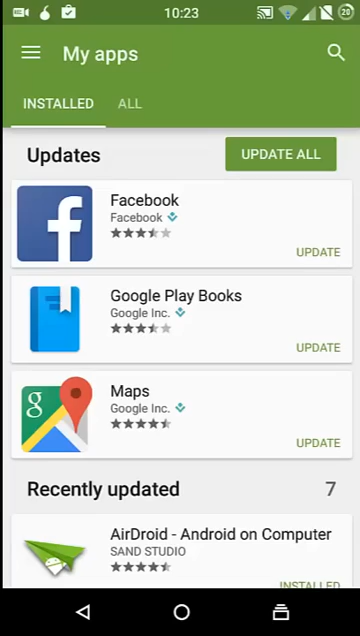 10:23
20
My apps
INSTALLED
ALL
Updates
UPDATE ALL
Facebook
Facebook
UPDATE
Google Play Books
Google Inc.
UPDATE
g
Maps
Google Inc.
UPDATE
Recently updated
7
AirDroid - Android on Computer
SAND STUDIO
INSTALLED